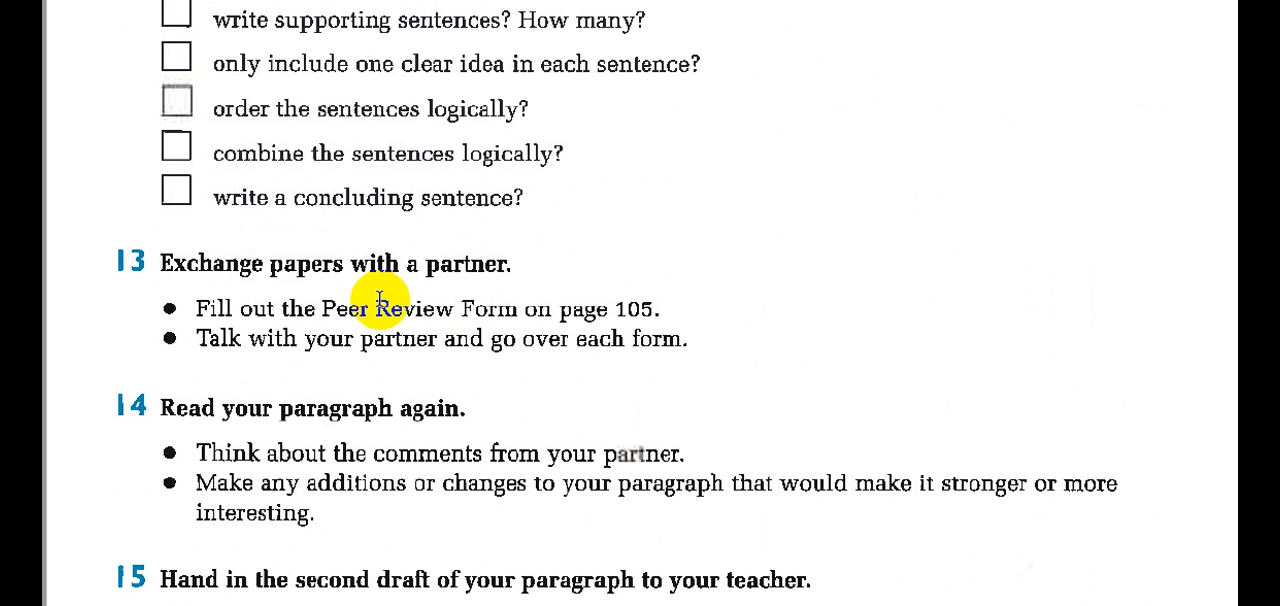 write supporting sentences? How many?
only include one clear idea in each sentence?
order the sentences logically?
combine the sentences logically?
write a concluding sentence?
13 Exchange papers with a partner.
● Fill out the Peer Review Form on page 105.
● Talk with your partner and go over each form.
14 Read your paragraph again.
● Think about the comments from your partner.
● Make any additions or changes to your paragraph that would make it stronger or more
interesting.
15 Hand in the second draft of your paragraph to your teacher.